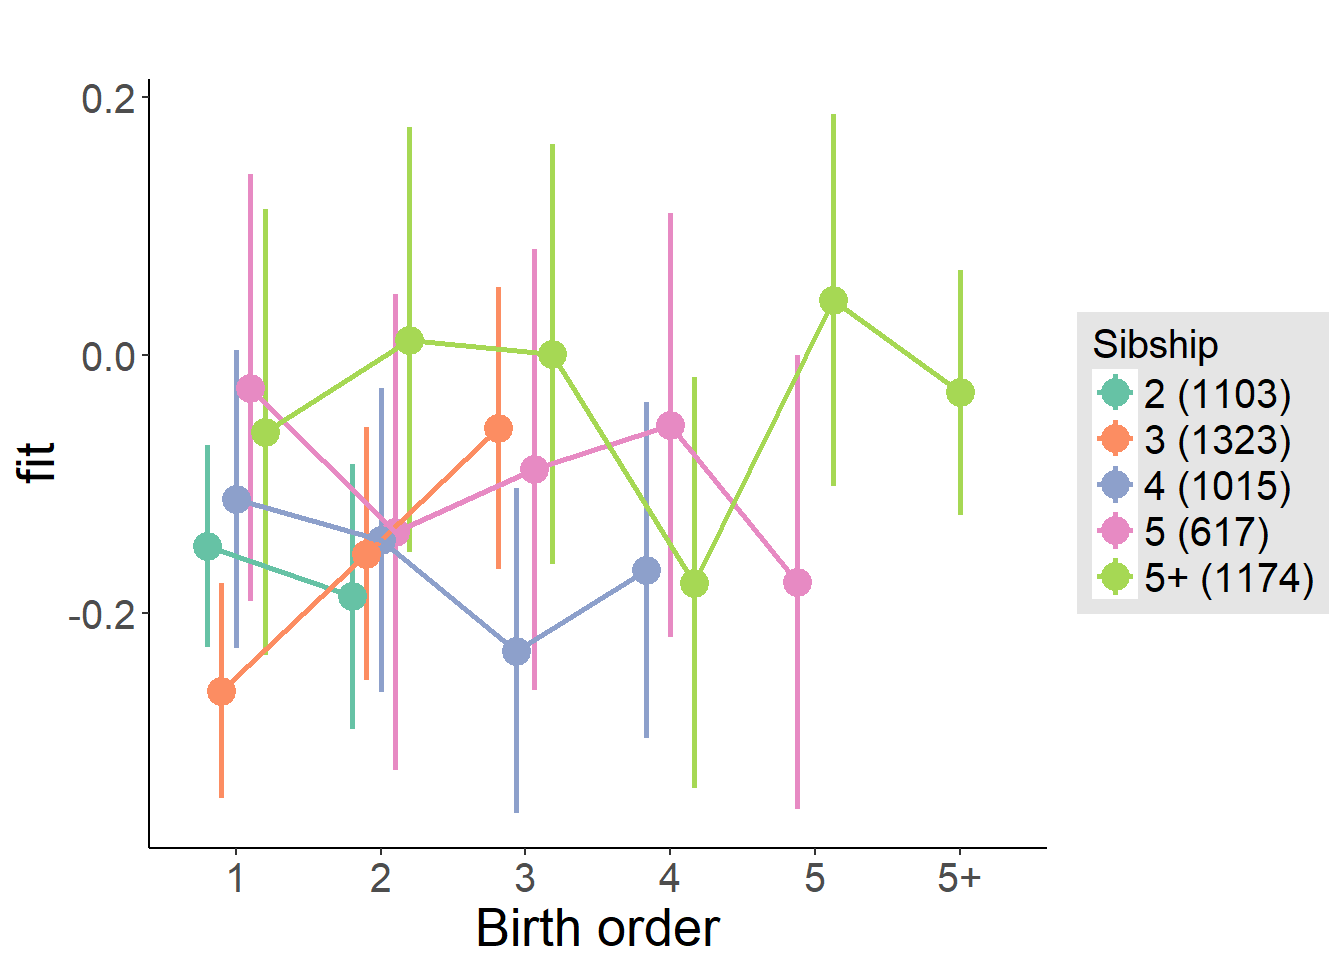 0.2
0.0
-0.2
fit
1 2 3 4 5 5+
Birth order
Sibship
2 (1103)
3 (1323)
4 (1015)
5 (617)
5+ (1174)